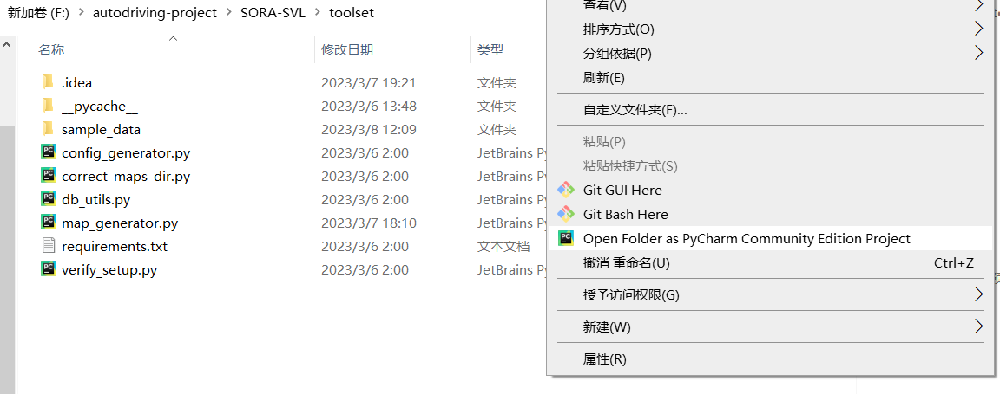 新加卷 (F:) > autodriving-project > SORA-SVL > toolset
名称 修改日期 类型
.idea 2023/3/7 19:21 文件夹
__pycache__ 2023/3/6 13:48 文件夹
sample_data 2023/3/8 12:09 文件夹
config_generator.py 2023/3/6 2:00 JetBrains Py
correct_maps_dir.py 2023/3/6 2:00 JetBrains Py
db_utils.py 2023/3/6 2:00 JetBrains Py
map_generator.py 2023/3/7 18:10 JetBrains Py
requirements.txt 2023/3/6 2:00 文本文档
verify_setup.py 2023/3/6 2:00 JetBrains Py
查看(V)
排序方式(O)
分组依据(P)
刷新(E)
自定义文件夹(F)...
粘贴(P)
粘贴快捷方式(S)
Git GUI Here
Git Bash Here
Open Folder as PyCharm Community Edition Project
撤消 重命名(U) Ctrl+Z
授予访问权限(G)
新建(W)
属性(R)